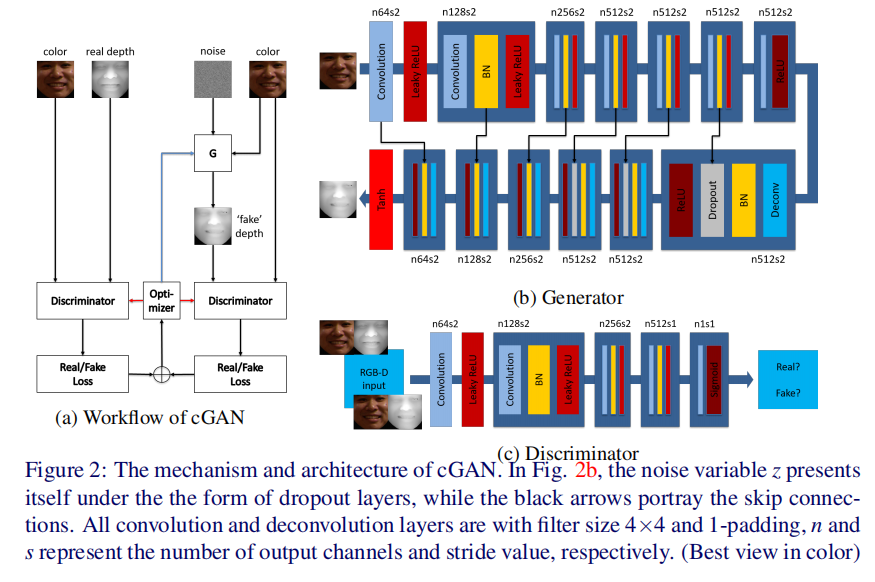 color
real depth
noise
color
G
'fake'
depth
Discriminator
Opti-
mizer
Discriminator
Real/Fake
Loss
Real/Fake
Loss
(a) Workflow of cGAN
n64s2
n128s2
n256s2
n512s2
n512s2
n512s2
n512s2
Convolution
Leaky ReLU
Convolution
BN
Leaky ReLU
ReLU
Tanh
ReLU
Dropout
BN
Deconv
n64s2
n128s2
n256s2
n512s2
n512s2
n512s2
(b) Generator
n64s2
n128s2
n256s2
n512s1
n1s1
RGB-D
input
Convolution
Leaky ReLU
Convolution
BN
Leaky ReLU
Sigmoid
Real?
Fake?
(c) Discriminator
Figure 2: The mechanism and architecture of cGAN. In Fig. 2b, the noise variable z presents
itself under the the form of dropout layers, while the black arrows portray the skip connec-
tions. All convolution and deconvolution layers are with filter size 4×4 and 1-padding, n and
s represent the number of output channels and stride value, respectively. (Best view in color)